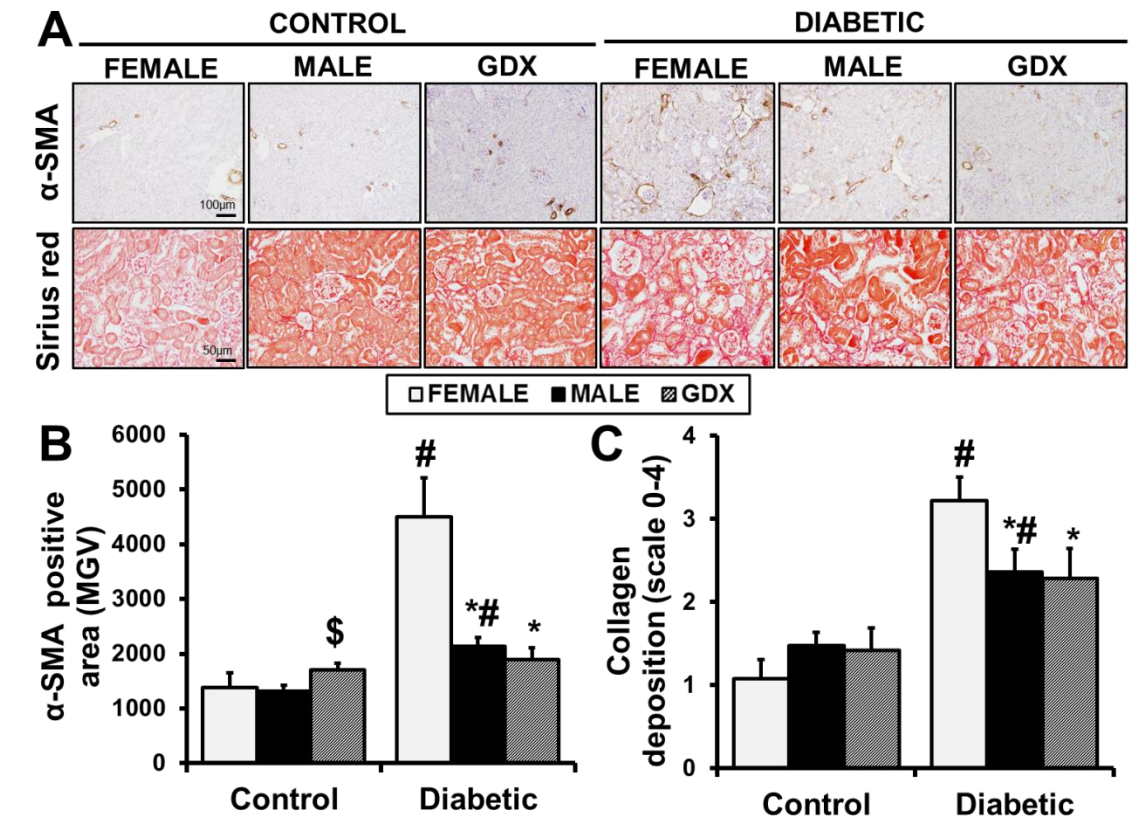 A
CONTROL
DIABETIC
FEMALE MALE GDX FEMALE MALE GDX
α-SMA
100µm
Sirius red
50µm
FEMALE MALE GDX
B
α-SMA positive
area (MGV)
6000
5000
4000
3000
2000
1000
0
$
#
*#
*
Control Diabetic
C
Collagen
deposition (scale 0-4)
4
3
2
1
0
#
*#
*
Control Diabetic